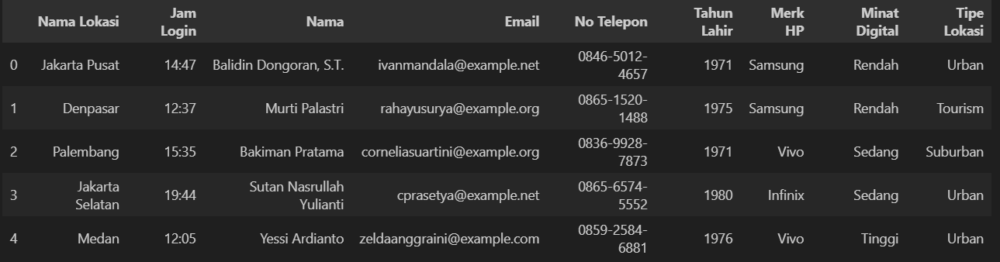 Nama Lokasi Jam Login Nama Email No Telepon Tahun Lahir Merk HP Minat Digital Tipe Lokasi
0 Jakarta Pusat 14:47 Balidin Dongoran, S.T. ivanmandala@example.net 0846-5012-4657 1971 Samsung Rendah Urban
1 Denpasar 12:37 Murti Palastri rahayusurya@example.org 0865-1520-1488 1975 Samsung Rendah Tourism
2 Palembang 15:35 Bakiman Pratama corneliasuartini@example.org 0836-9928-7873 1971 Vivo Sedang Suburban
3 Jakarta Selatan 19:44 Sutan Nasrullah Yulianti cprasetya@example.net 0865-6574-5552 1980 Infinix Sedang Urban
4 Medan 12:05 Yessi Ardianto zeldaanggraini@example.com 0859-2584-6881 1976 Vivo Tinggi Urban